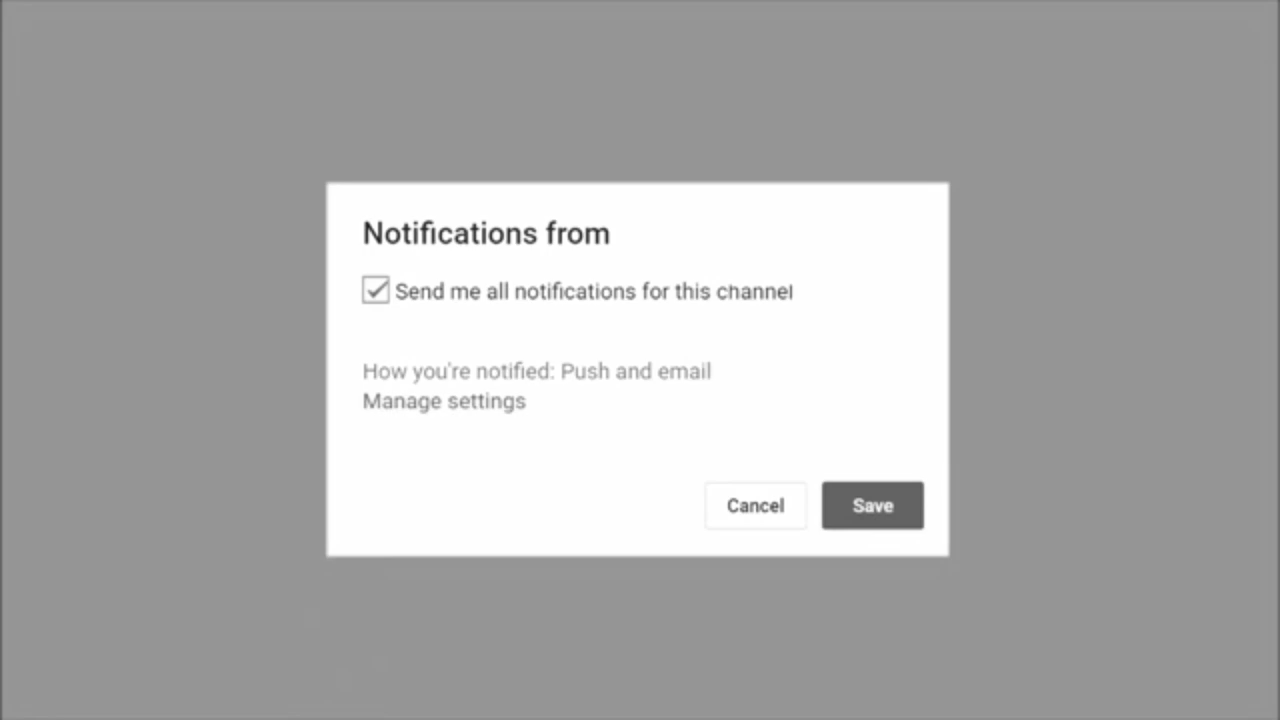 Notifications from
Send me all notifications for this channel
How you're notified: Push and email
Manage settings
Cancel
Save